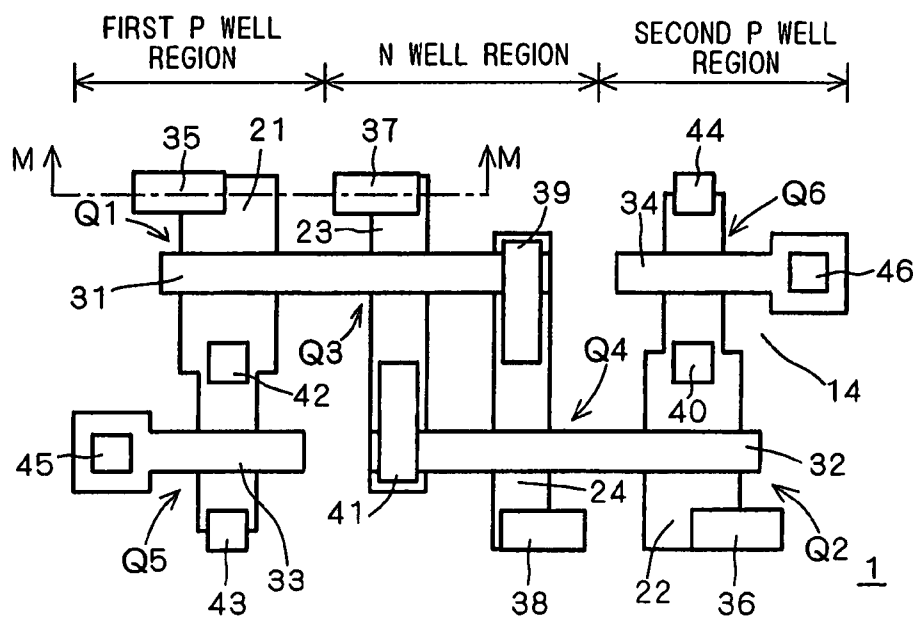 FIRST P WELL
REGION
N WELL REGION
SECOND P WELL
REGION
M
35
21
37
M
44
Q1
39
34
Q6
23
31
46
Q3
Q4
42
40
14
45
32
41
24
Q5
33
43
38
22
36
Q2
1